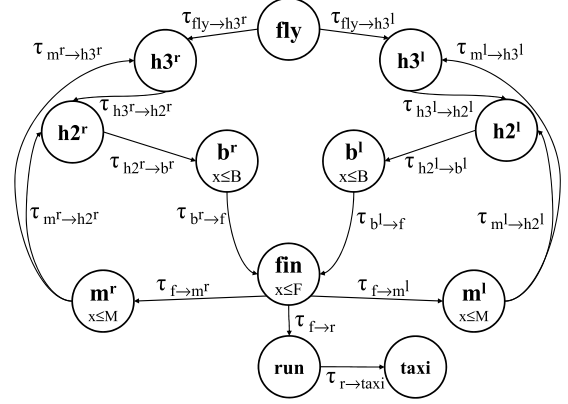 τfly→h3ʳ
fly
τfly→h3ˡ
τmʳ→h3ʳ
h3ʳ
h3ˡ
τmˡ→h3ˡ
τh3ʳ→h2ʳ
τh3ˡ→h2ˡ
h2ʳ
h2ˡ
τh2ʳ→bʳ
bʳ
x≤B
bˡ
x≤B
τh2ˡ→bˡ
τmʳ→h2ʳ
τbʳ→f
τbˡ→f
τmˡ→h2ˡ
fin
x≤F
mʳ
x≤M
τf→mʳ
τf→mˡ
mˡ
x≤M
τf→r
run
taxi
τr→taxi